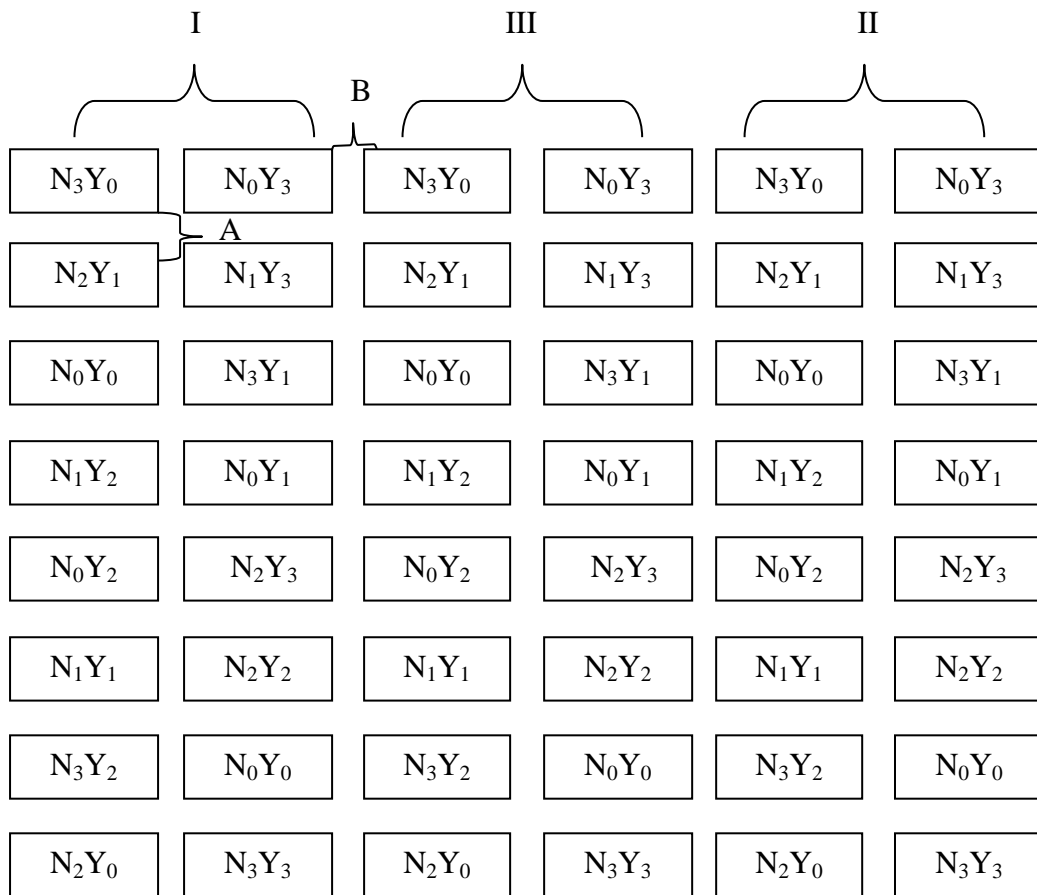 I III II
B
N₃Y₀ N₀Y₃ N₃Y₀ N₀Y₃ N₃Y₀ N₀Y₃
A
N₂Y₁ N₁Y₃ N₂Y₁ N₁Y₃ N₂Y₁ N₁Y₃
N₀Y₀ N₃Y₁ N₀Y₀ N₃Y₁ N₀Y₀ N₃Y₁
N₁Y₂ N₀Y₁ N₁Y₂ N₀Y₁ N₁Y₂ N₀Y₁
N₀Y₂ N₂Y₃ N₀Y₂ N₂Y₃ N₀Y₂ N₂Y₃
N₁Y₁ N₂Y₂ N₁Y₁ N₂Y₂ N₁Y₁ N₂Y₂
N₃Y₂ N₀Y₀ N₃Y₂ N₀Y₀ N₃Y₂ N₀Y₀
N₂Y₀ N₃Y₃ N₂Y₀ N₃Y₃ N₂Y₀ N₃Y₃